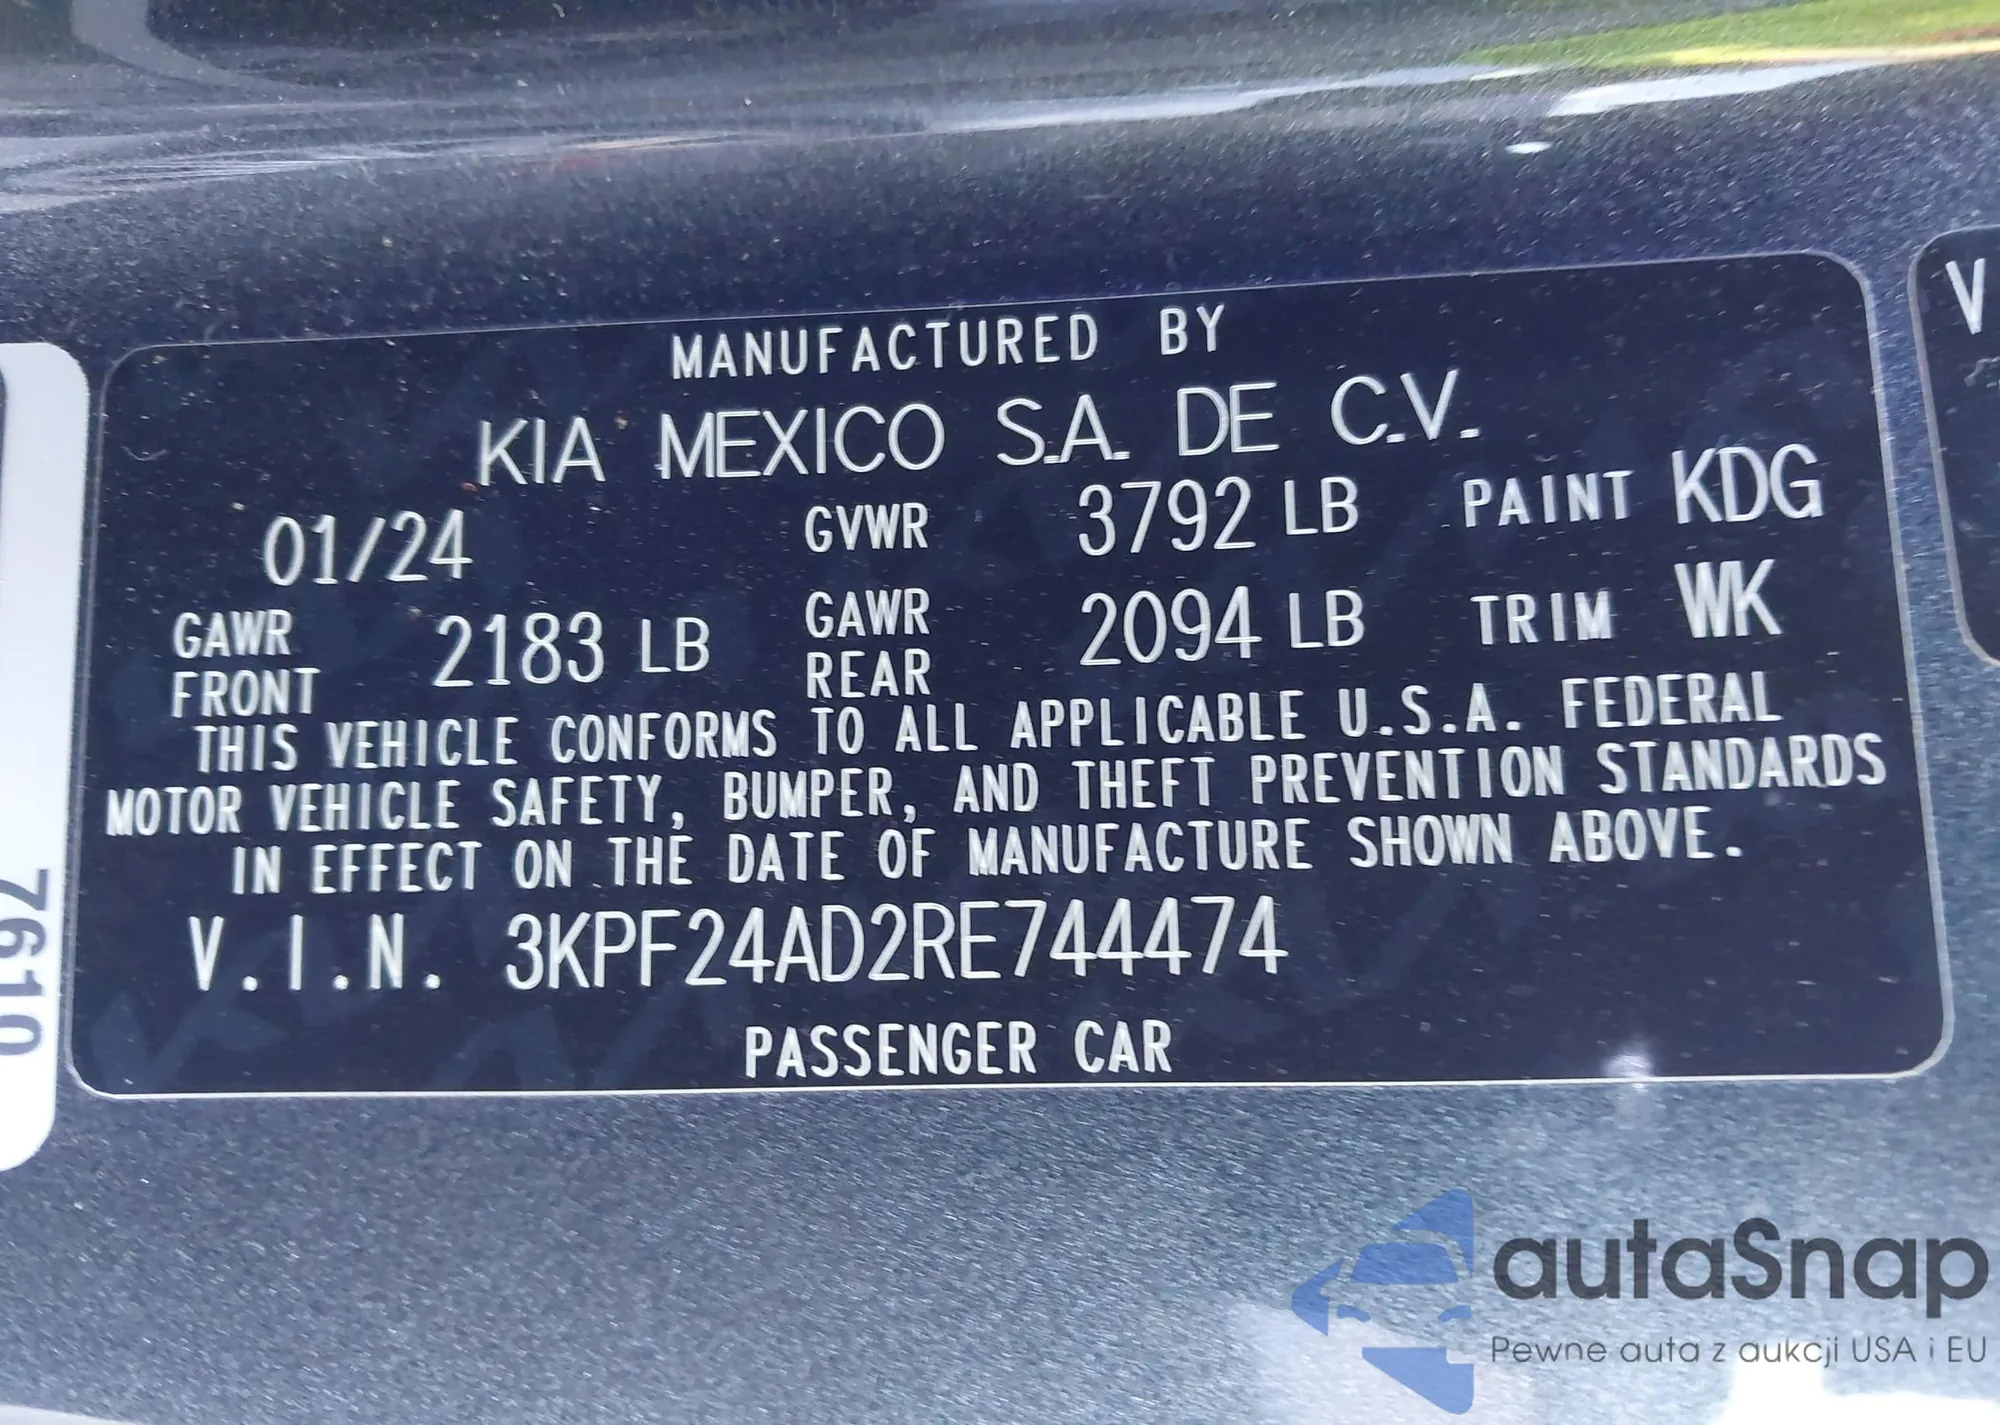 MANUFACTURED BY
KIA MEXICO S.A. DE C.V.
01/24 GVWR 3792 LB PAINT KDG
GAWR FRONT 2183 LB GAWR REAR 2094 LB TRIM WK
THIS VEHICLE CONFORMS TO ALL APPLICABLE U.S.A. FEDERAL
MOTOR VEHICLE SAFETY, BUMPER, AND THEFT PREVENTION STANDARDS
IN EFFECT ON THE DATE OF MANUFACTURE SHOWN ABOVE.
V.I.N. 3KPF24AD2RE744474
PASSENGER CAR
7610
V
autaSnap
Pewne auta z aukcji USA i EU